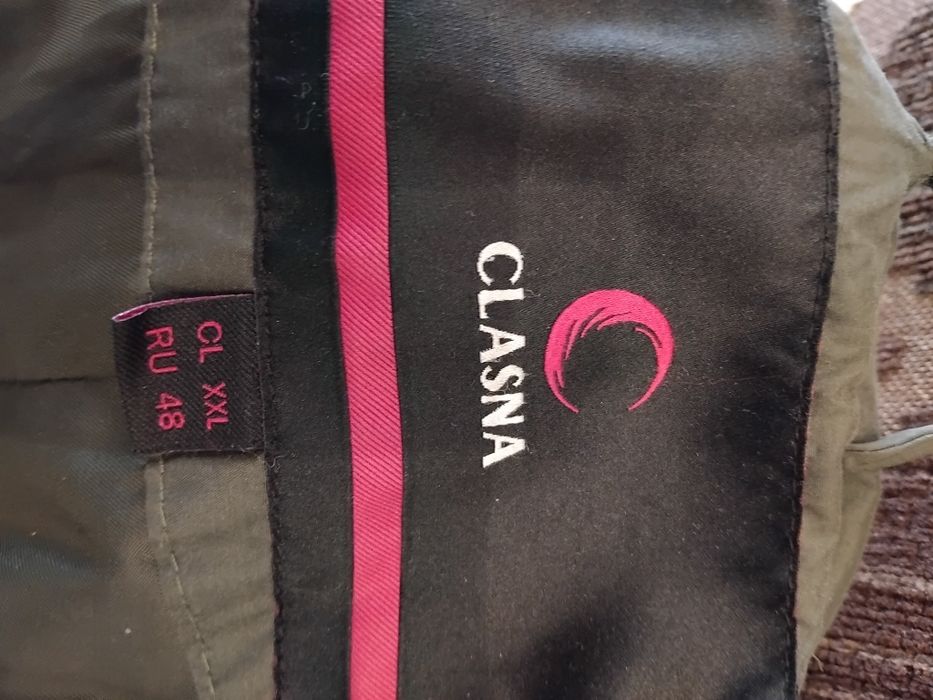 CLASNA
CL XXL
RU 48